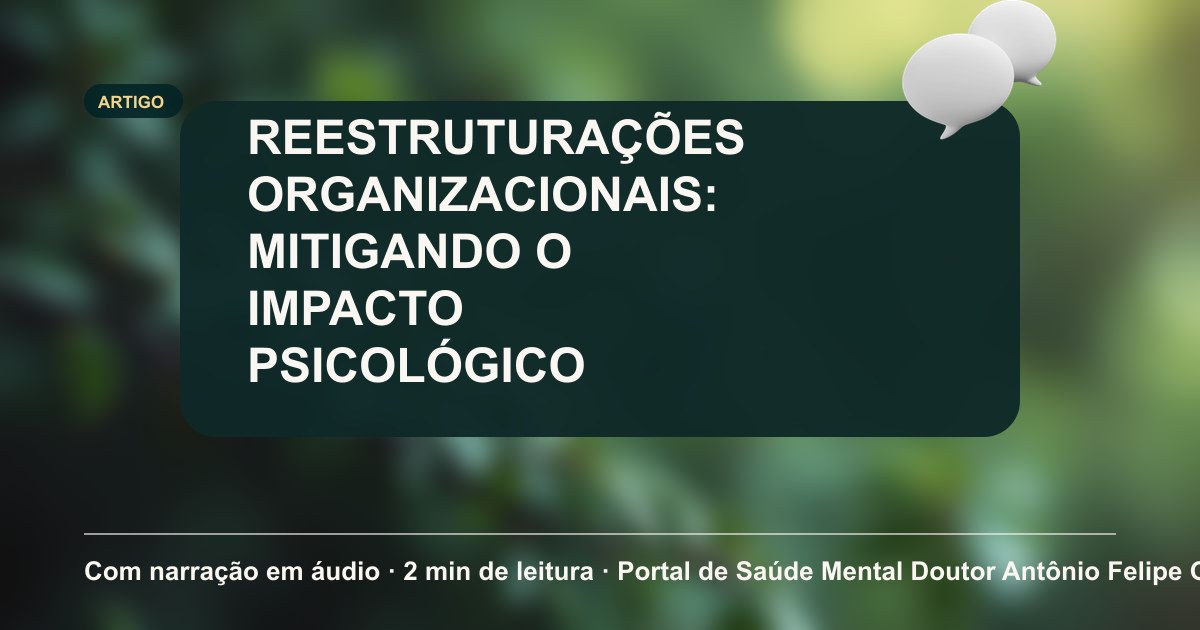 ARTIGO
REESTRUTURAÇÕES
ORGANIZACIONAIS:
MITIGANDO O
IMPACTO
PSICOLÓGICO
Com narração em áudio · 2 min de leitura · Portal de Saúde Mental Doutor Antônio Felipe